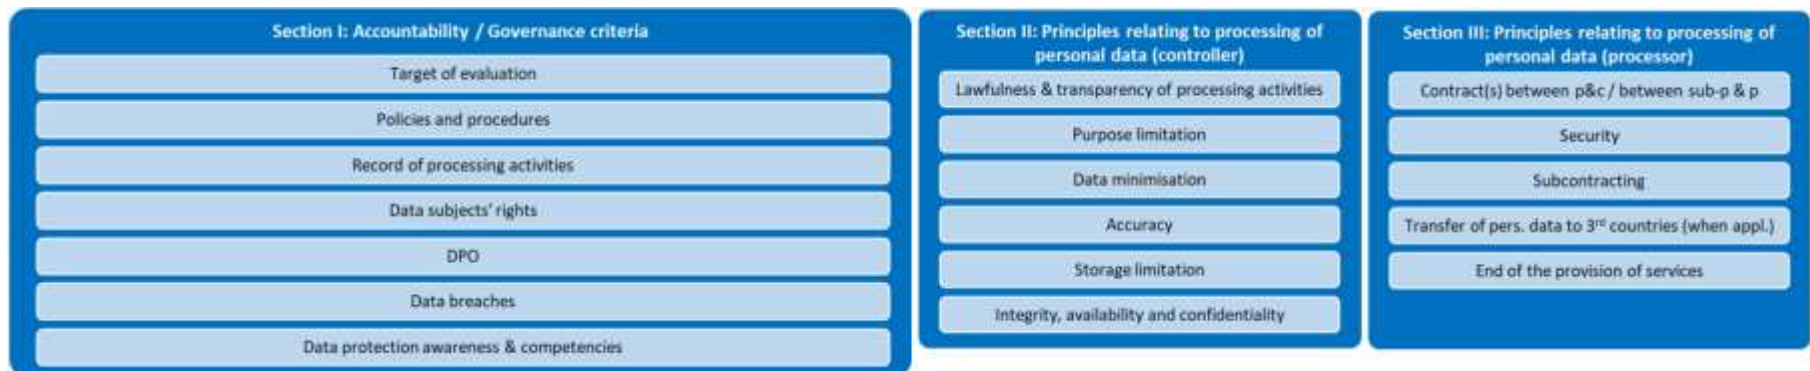 Section I: Accountability / Governance criteria
Target of evaluation
Policies and procedures
Record of processing activities
Data subjects' rights
DPO
Data breaches
Data protection awareness & competencies
Section II: Principles relating to processing of
personal data (controller)
Lawfulness & transparency of processing activities
Purpose limitation
Data minimisation
Accuracy
Storage limitation
Integrity, availability and confidentiality
Section III: Principles relating to processing of
personal data (processor)
Contract(s) between p&c / between sub-p & p
Security
Subcontracting
Transfer of pers. data to 3rd countries (when appl.)
End of the provision of services